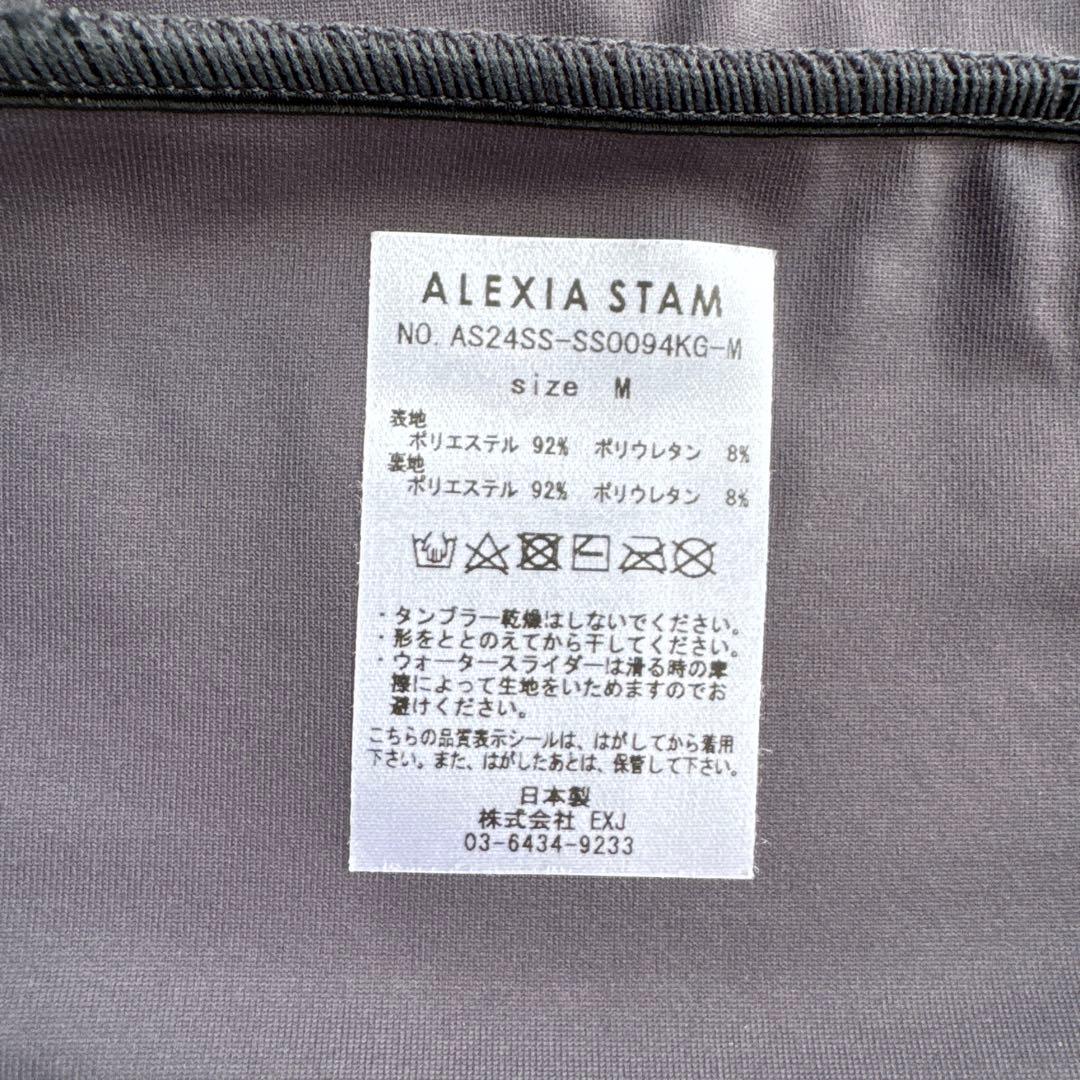 ALEXIA STAM
NO. AS24SS-SS0094KG-M
size M
表地
ポリエステル 92% ポリウレタン 8%
裏地
ポリエステル 92% ポリウレタン 8%
・タンブラー乾燥はしないでください。
・形をととのえてから干してください。
・ウォータースライダーは滑る時の摩
擦によって生地をいためますのでお
避けください。
こちらの品質表示シールは、はがしてから着用
下さい。また、はがしたあとは、保管して下さい。
日本製
株式会社 EXJ
03-6434-9233